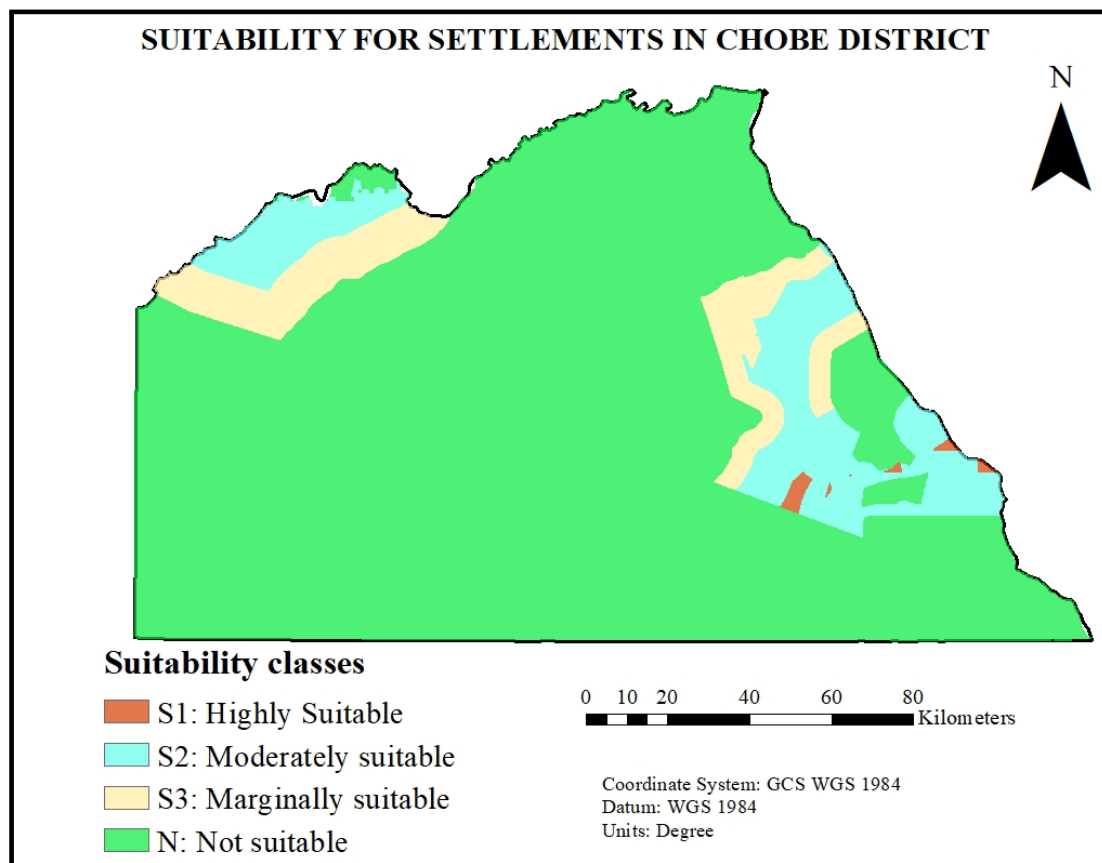 SUITABILITY FOR SETTLEMENTS IN CHOBE DISTRICT
N
Suitability classes
S1: Highly Suitable
S2: Moderately suitable
S3: Marginally suitable
N: Not suitable
0 10 20 40 60 80
Kilometers
Coordinate System: GCS WGS 1984
Datum: WGS 1984
Units: Degree